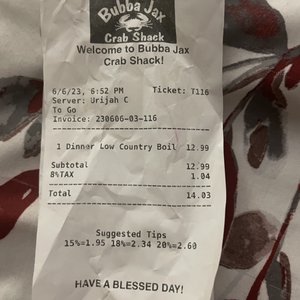 Bubba Jax
Crab Shack
Welcome to Bubba Jax
Crab Shack!
6/6/23, 6:52 PM Ticket: T116
Server: Urijah C
To Go
Invoice: 230606-03-116
1 Dinner Low Country Boil 12.99
Subtotal 12.99
8%TAX 1.04
Total 14.03
Suggested Tips
15%=1.95 18%=2.34 20%=2.60
HAVE A BLESSED DAY!